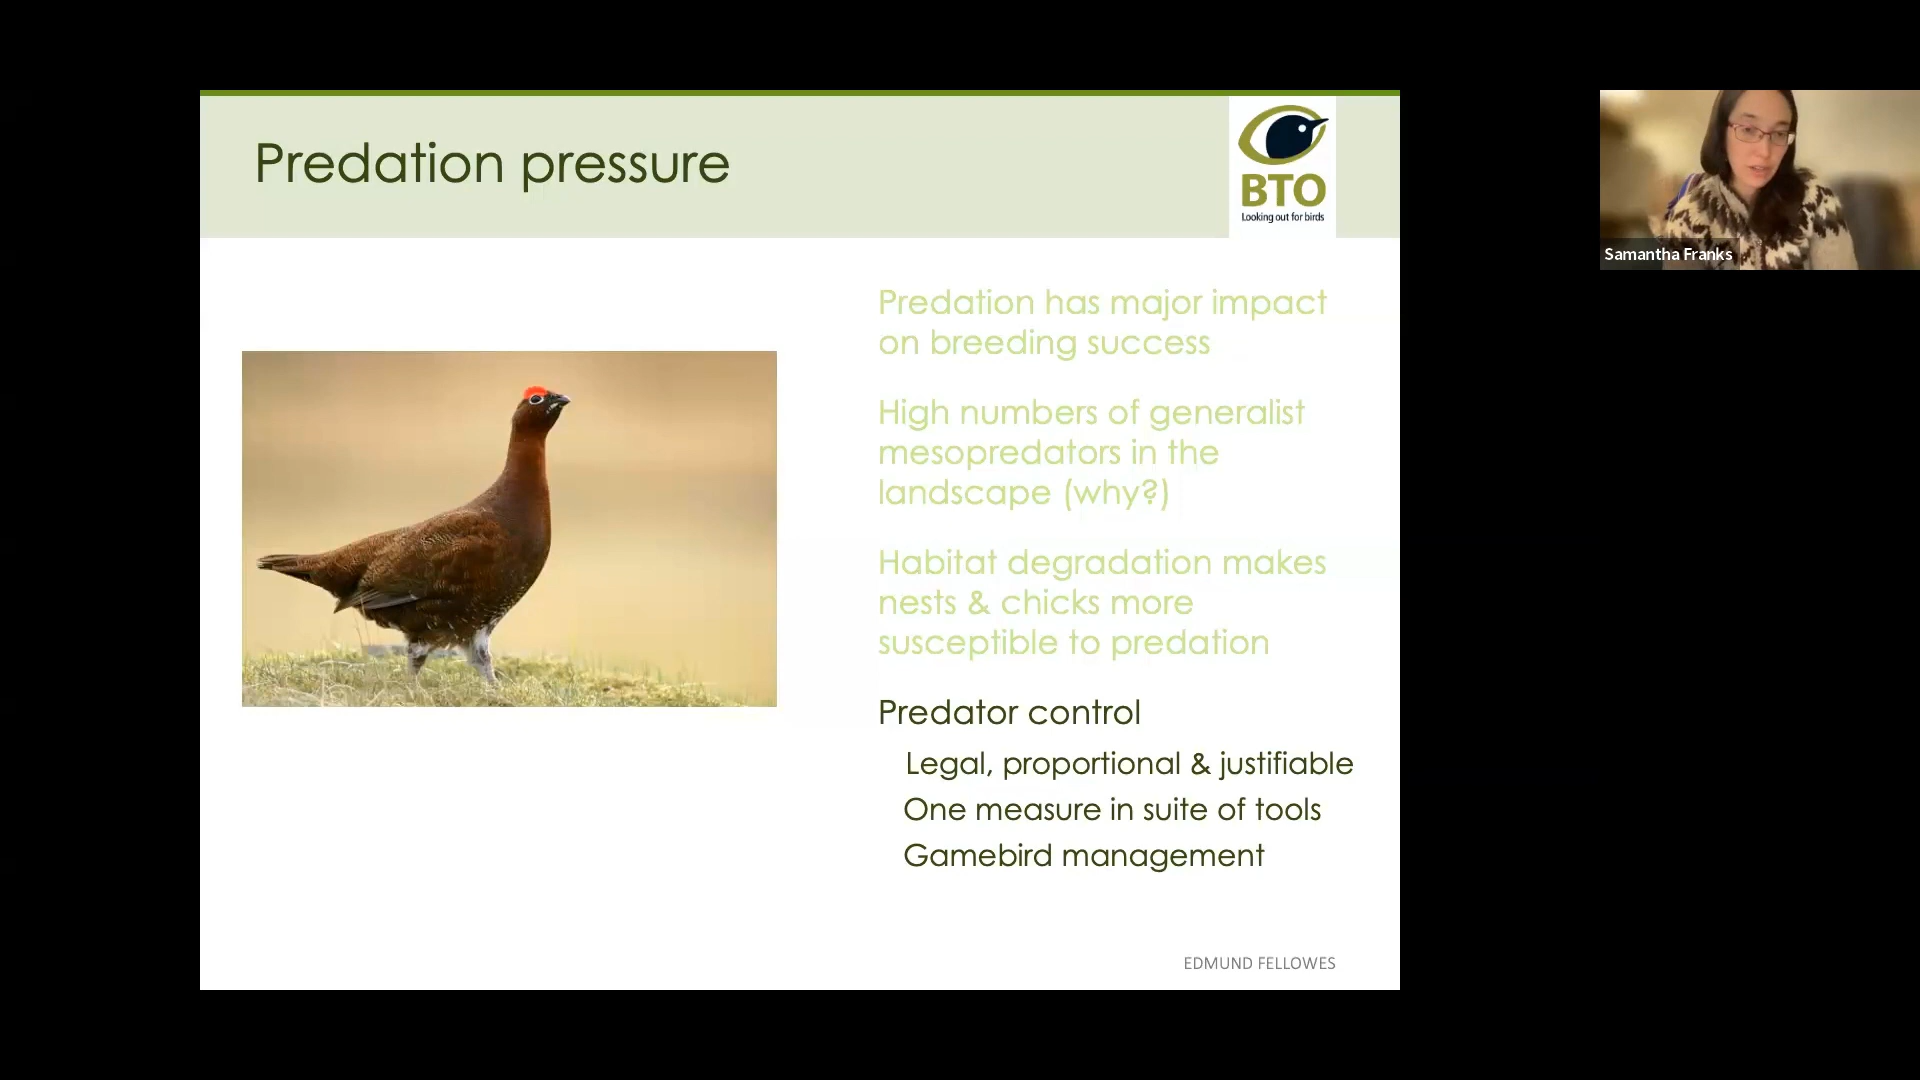 Predation pressure
BTO
Looking out for birds
Samantha Franks
Predation has major impact
on breeding success
High numbers of generalist
mesopredators in the
landscape (why?)
Habitat degradation makes
nests & chicks more
susceptible to predation
Predator control
Legal, proportional & justifiable
One measure in suite of tools
Gamebird management
EDMUND FELLOWES